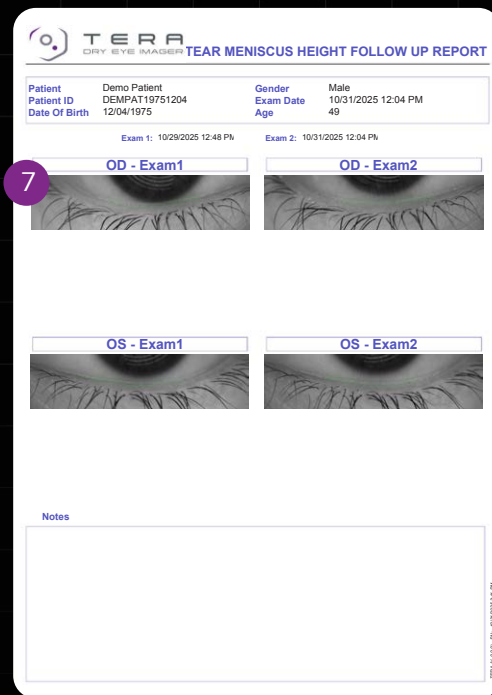 TERA
DRY EYE IMAGER
TEAR MENISCUS HEIGHT FOLLOW UP REPORT
Patient Demo Patient Gender Male
Patient ID DEMPAT19751204 Exam Date 10/31/2025 12:04 PM
Date Of Birth 12/04/1975 Age 49
Exam 1: 10/29/2025 12:48 PM Exam 2: 10/31/2025 12:04 PM
7
OD - Exam1 OD - Exam2
OS - Exam1 OS - Exam2
Notes